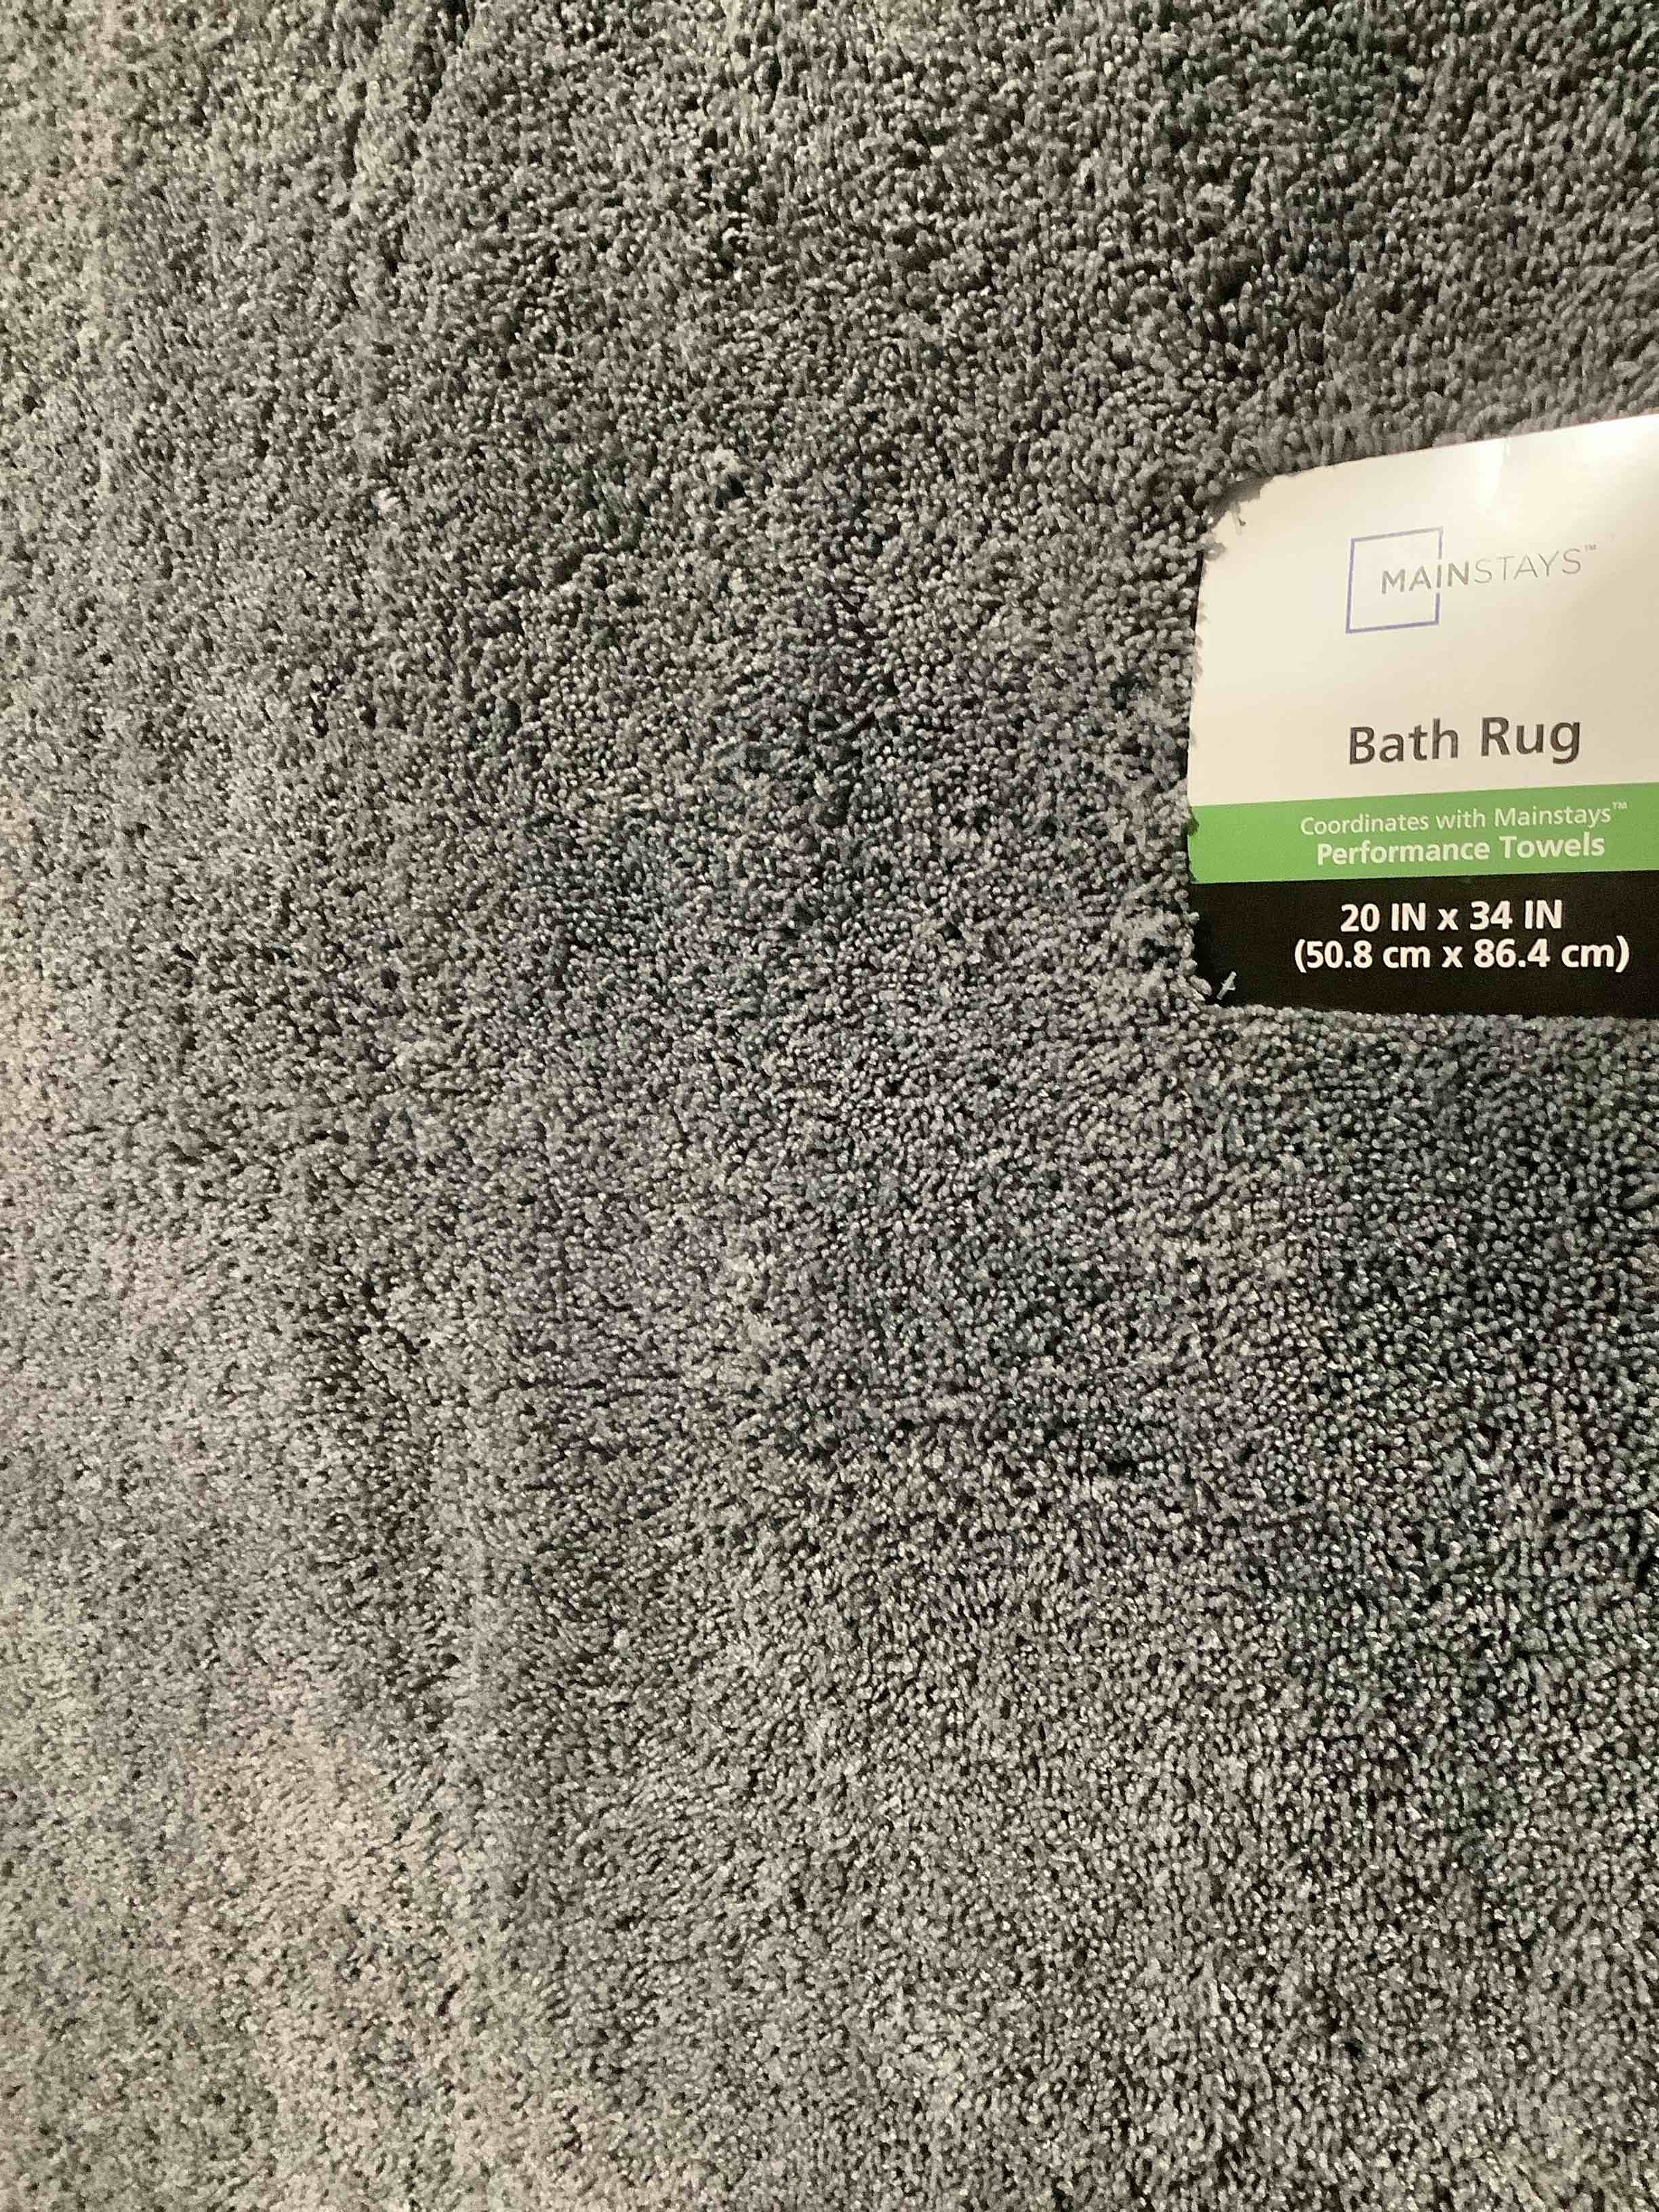 MAINSTAYS™
Bath Rug
Coordinates with Mainstays™
Performance Towels
20 IN x 34 IN
(50.8 cm x 86.4 cm)